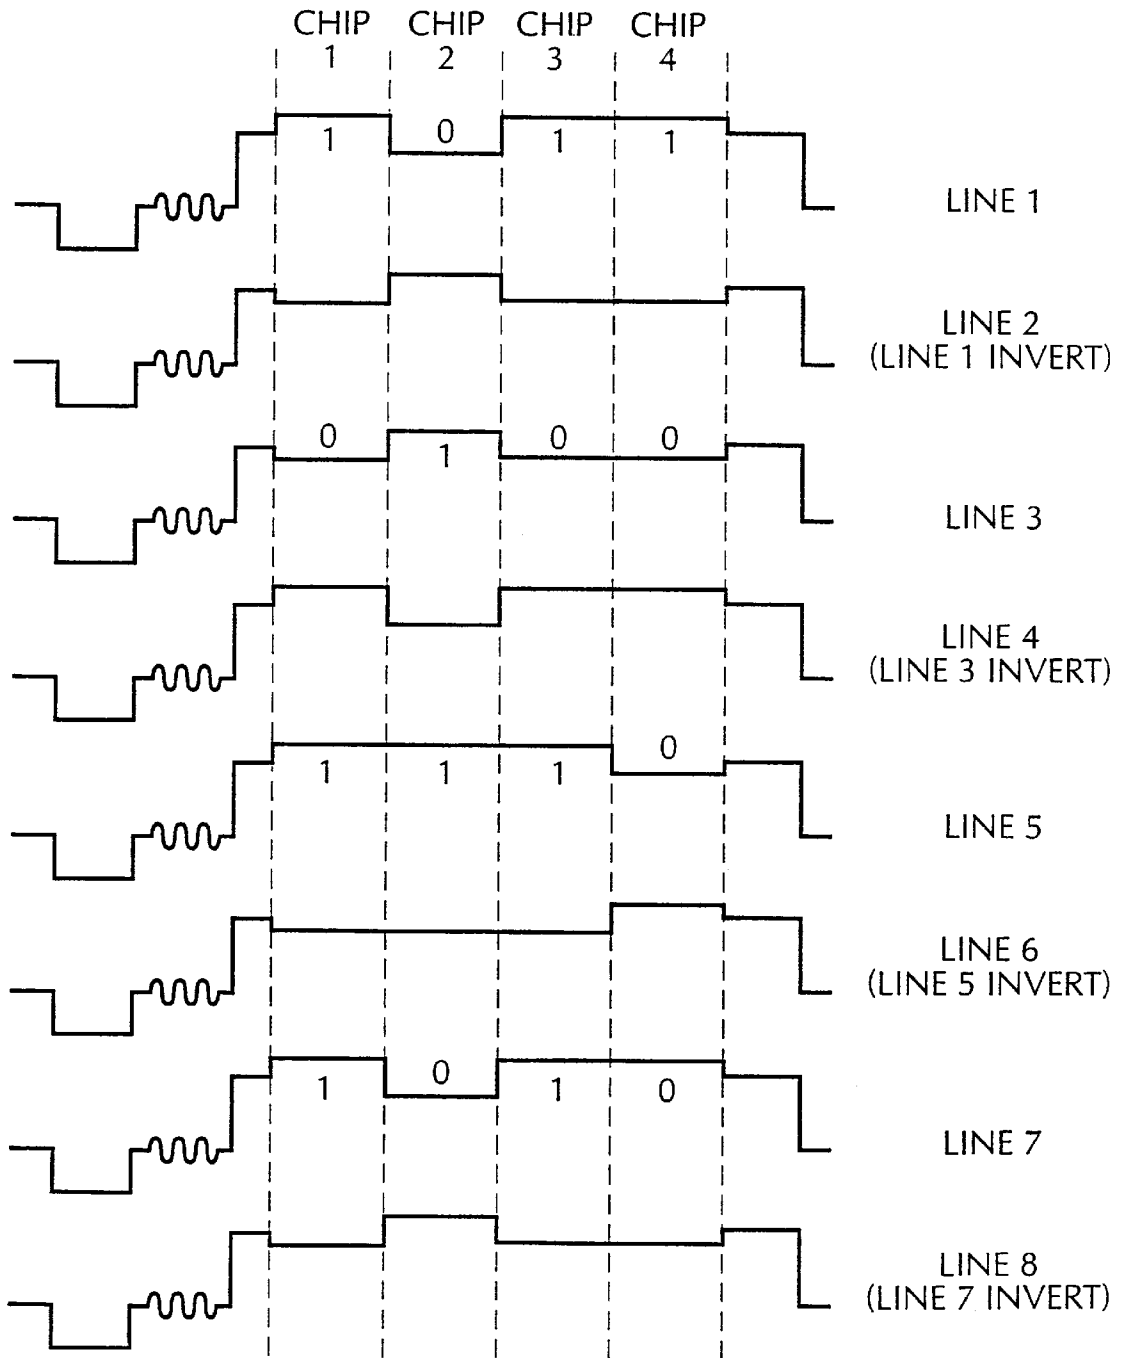 CHIP CHIP CHIP CHIP
1 2 3 4
1 0 1 1
LINE 1
LINE 2
(LINE 1 INVERT)
0 1 0 0
LINE 3
LINE 4
(LINE 3 INVERT)
1 1 1 0
LINE 5
LINE 6
(LINE 5 INVERT)
1 0 1 0
LINE 7
LINE 8
(LINE 7 INVERT)